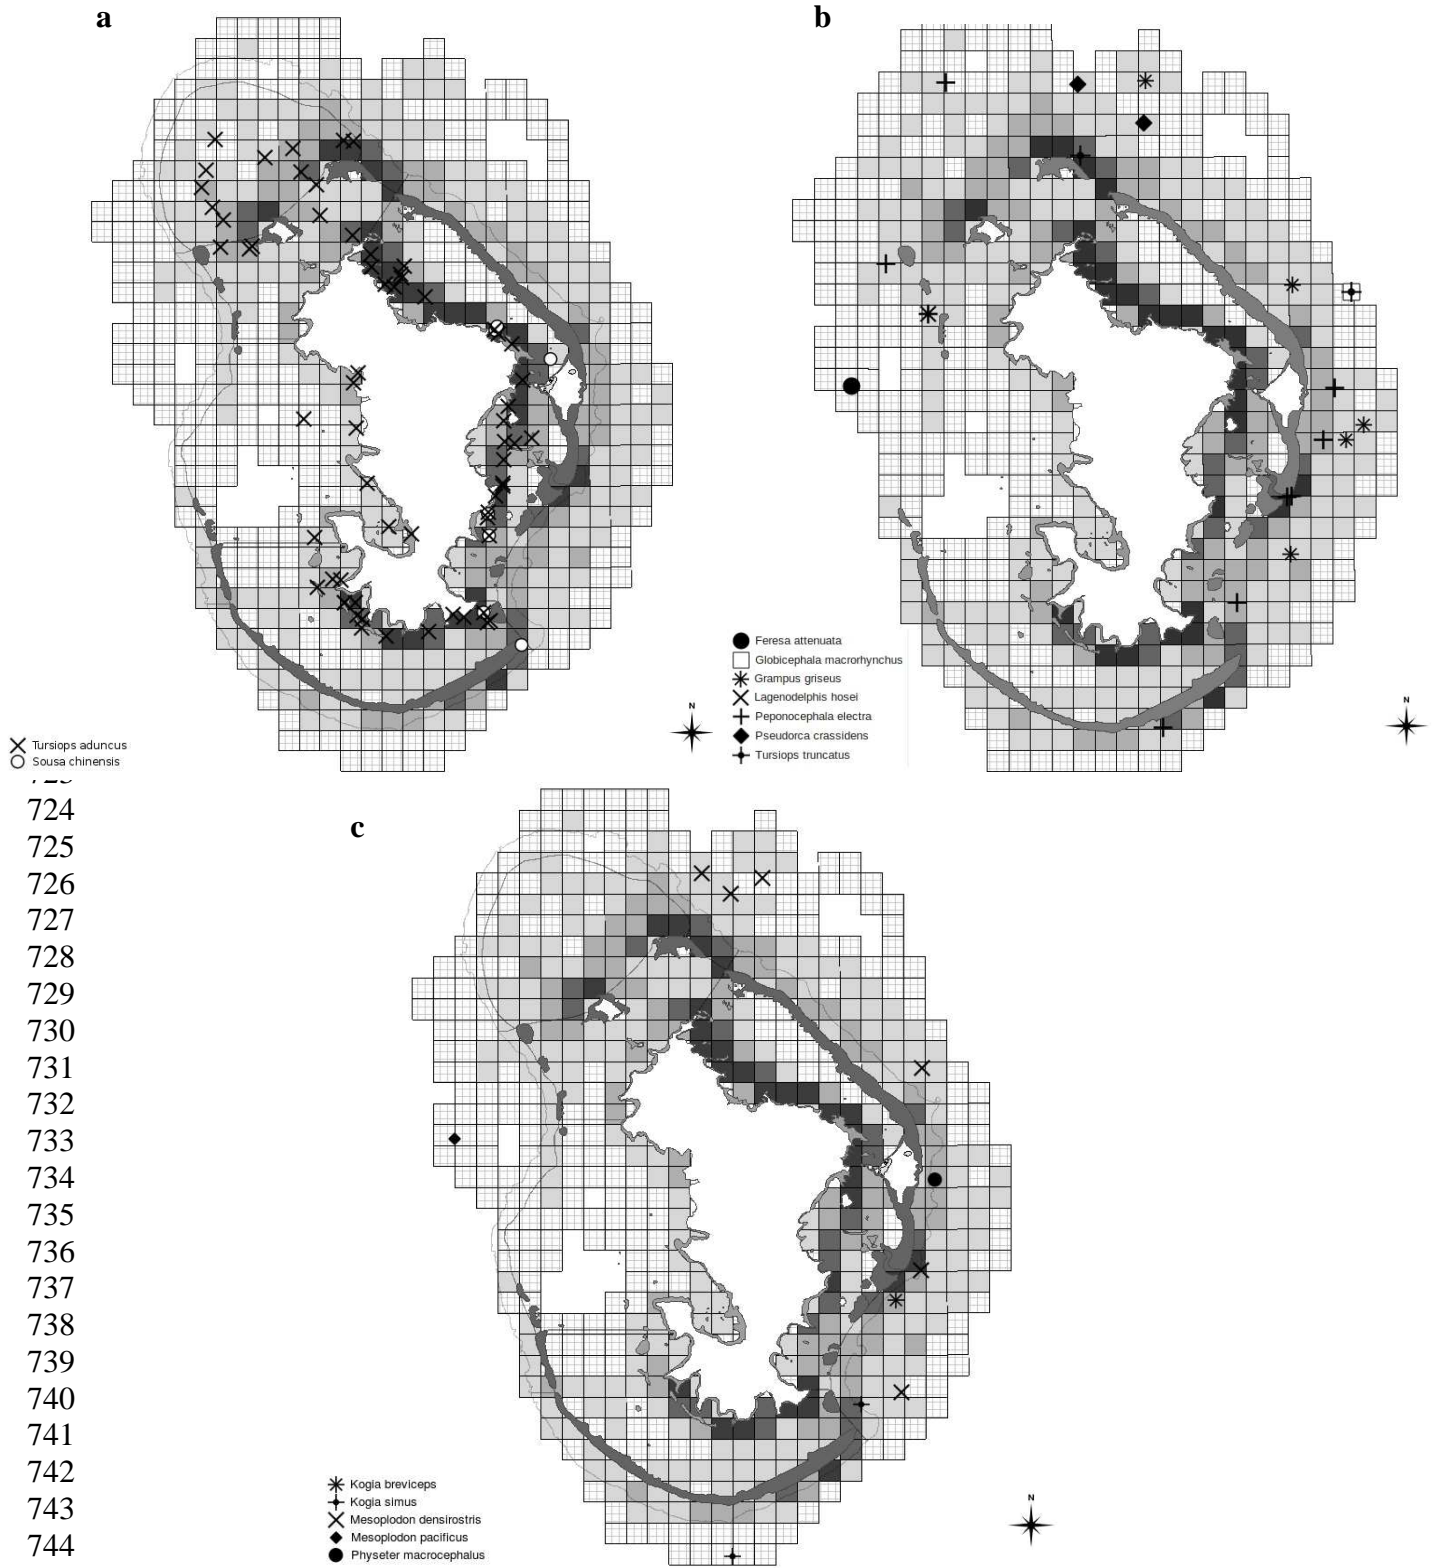 a
b
N
Tursiops aduncus
Sousa chinensis
Feresa attenuata
Globicephala macrorhynchus
Grampus griseus
Lagenodelphis hosei
Peponocephala electra
Pseudorca crassidens
Tursiops truncatus
N
724
c
725
726
727
728
729
730
731
732
733
734
735
736
737
738
739
740
741
742
743
744
Kogia breviceps
Kogia simus
Mesoplodon densirostris
Mesoplodon pacificus
Physeter macrocephalus
N